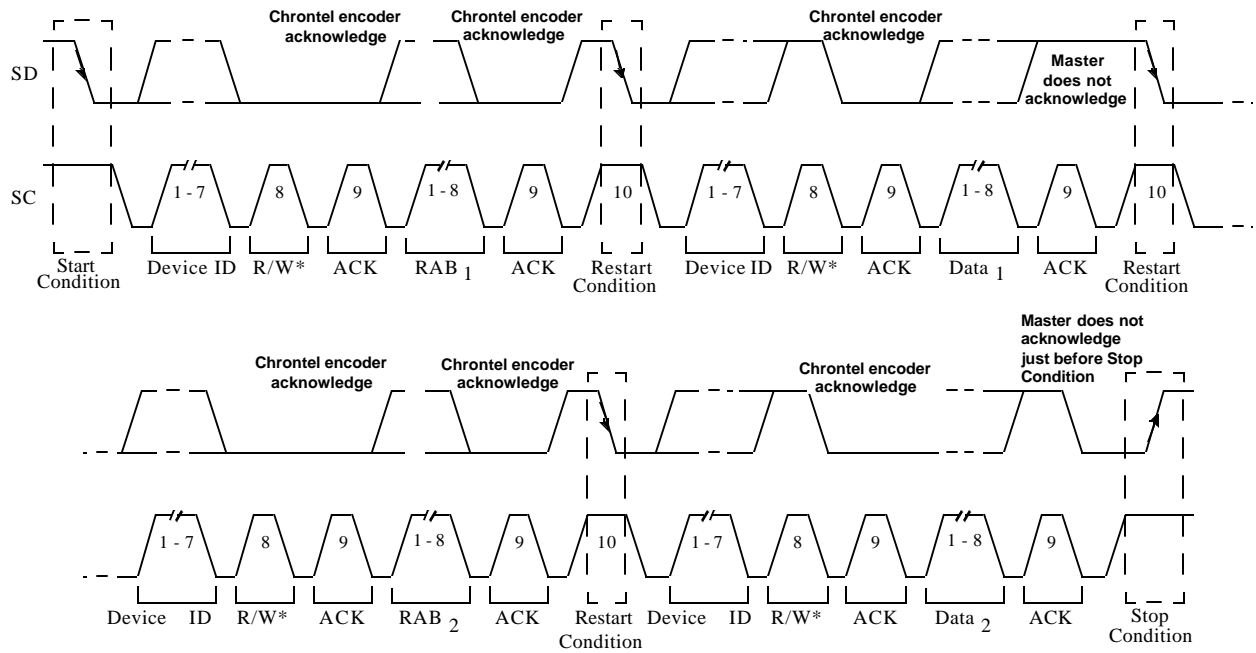 Chrontel encoder acknowledge
Chrontel encoder acknowledge
Chrontel encoder acknowledge
SD
Master does not acknowledge
SC
1 - 7
8
9
1 - 8
9
10
1 - 7
8
9
1 - 8
9
10
Start Condition
Device ID
R/W*
ACK
RAB 1
ACK
Restart Condition
Device ID
R/W*
ACK
Data 1
ACK
Restart Condition
Chrontel encoder acknowledge
Chrontel encoder acknowledge
Chrontel encoder acknowledge
Master does not acknowledge just before Stop Condition
1 - 7
8
9
1 - 8
9
10
1 - 7
8
9
1 - 8
9
Device ID
R/W*
ACK
RAB 2
ACK
Restart Condition
Device ID
R/W*
ACK
Data 2
ACK
Stop Condition